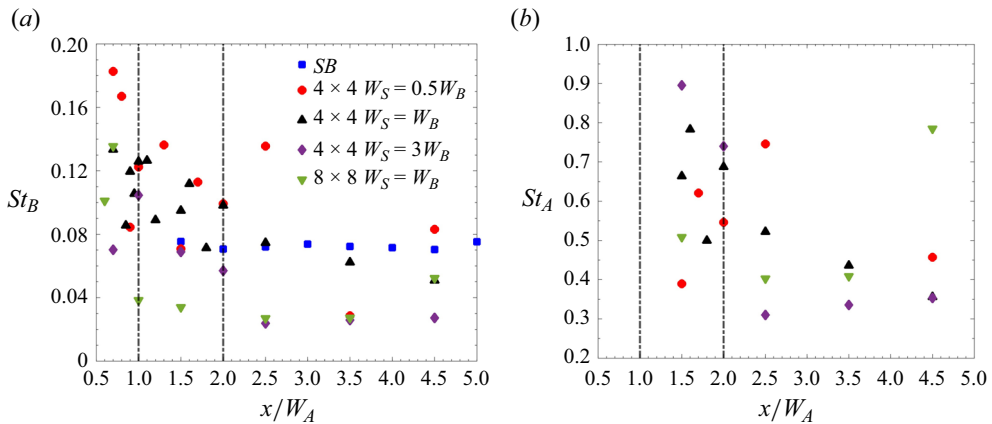 (a)
0.20
0.16
0.12
0.08
0.04
0
St_B
SB
4 × 4 W_S = 0.5W_B
4 × 4 W_S = W_B
4 × 4 W_S = 3W_B
8 × 8 W_S = W_B
0.5 1.0 1.5 2.0 2.5 3.0 3.5 4.0 4.5 5.0
x/W_A
(b)
1.0
0.9
0.8
0.7
0.6
0.5
0.4
0.3
0.2
St_A
0.5 1.0 1.5 2.0 2.5 3.0 3.5 4.0 4.5 5.0
x/W_A